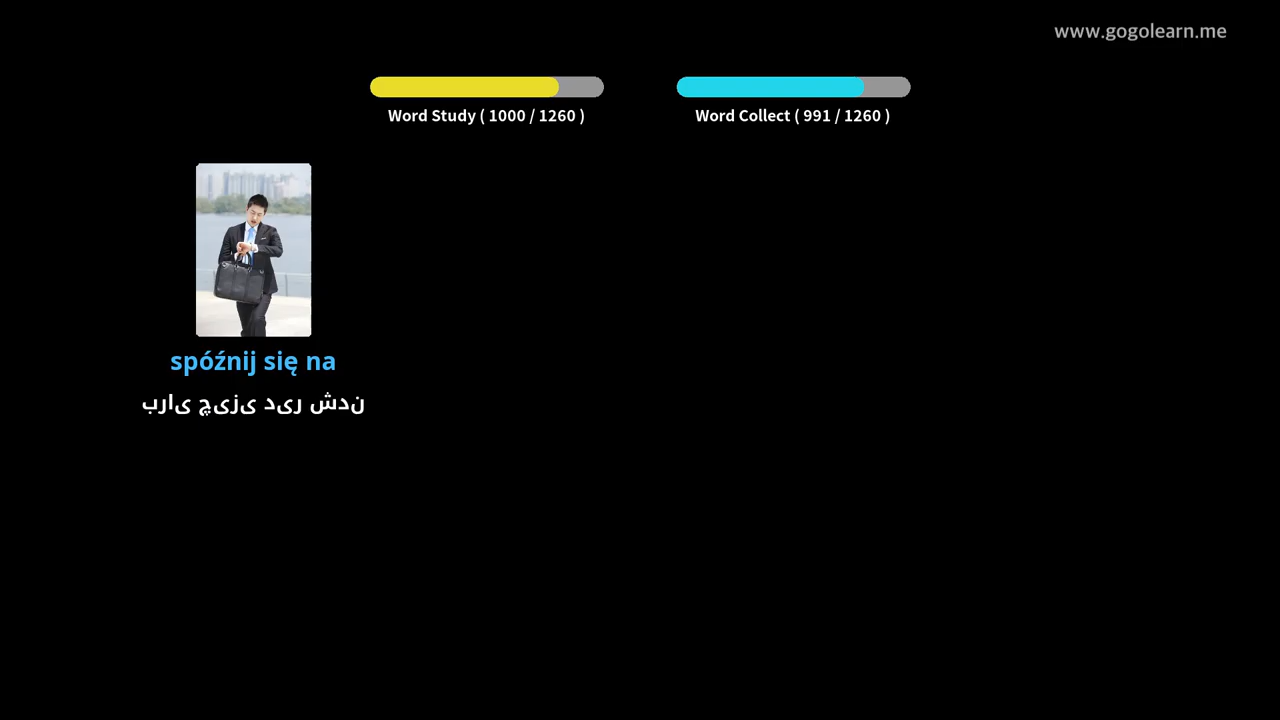 www.gogolearn.me
Word Study ( 1000 / 1260 )
Word Collect ( 991 / 1260 )
spóźnij się na
برای چیزی دیر شدن